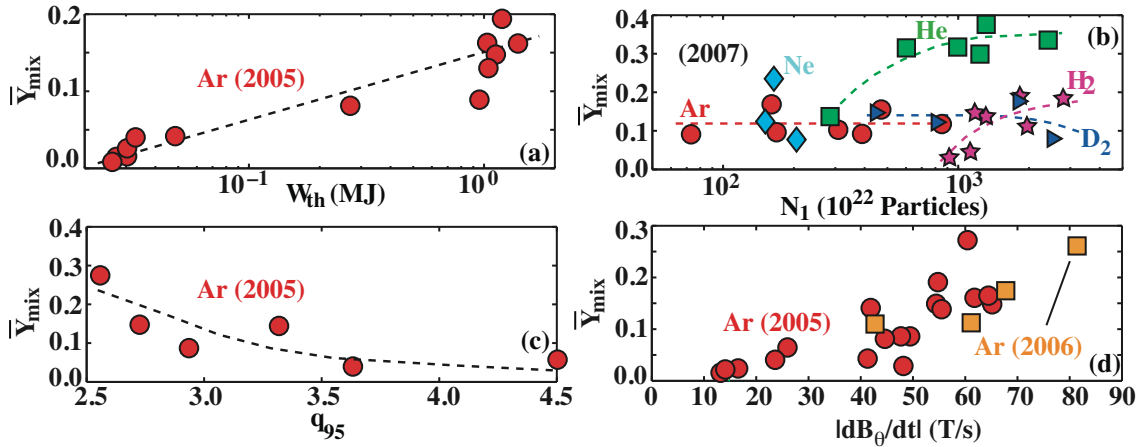 0.2
0.1
0.0
Y̅mix
Ar (2005)
(a)
10⁻¹
10⁰
Wth (MJ)
0.4
0.3
0.2
0.1
0.0
Y̅mix
(2007)
He
(b)
Ne
H2
Ar
D2
10²
10³
N1 (10²² Particles)
0.4
0.3
0.2
0.1
0.0
Y̅mix
Ar (2005)
(c)
2.5
3.0
3.5
4.0
4.5
q95
0.3
0.2
0.1
0.0
Y̅mix
Ar (2005)
Ar (2006)
(d)
0 10 20 30 40 50 60 70 80 90
|dBθ/dt| (T/s)